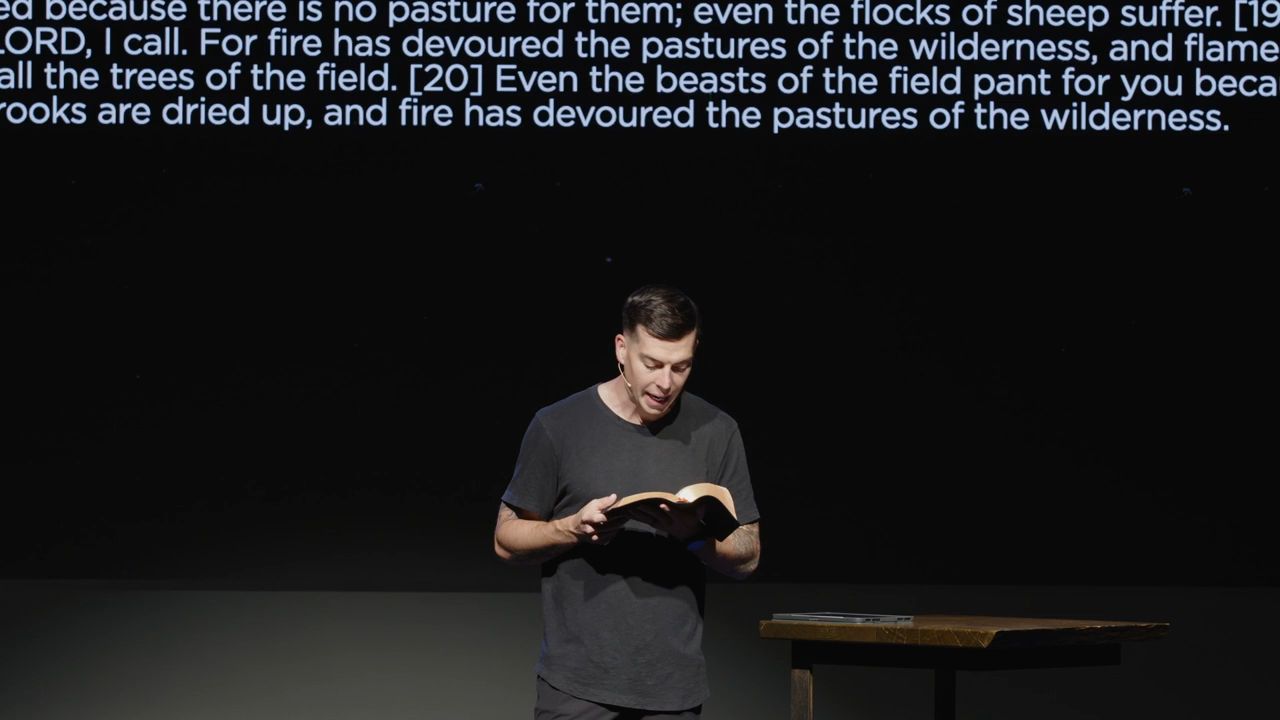 ed because there is no pasture for them; even the flocks of sheep suffer. [19
LORD, I call. For fire has devoured the pastures of the wilderness, and flame
all the trees of the field. [20] Even the beasts of the field pant for you beca
rooks are dried up, and fire has devoured the pastures of the wilderness.